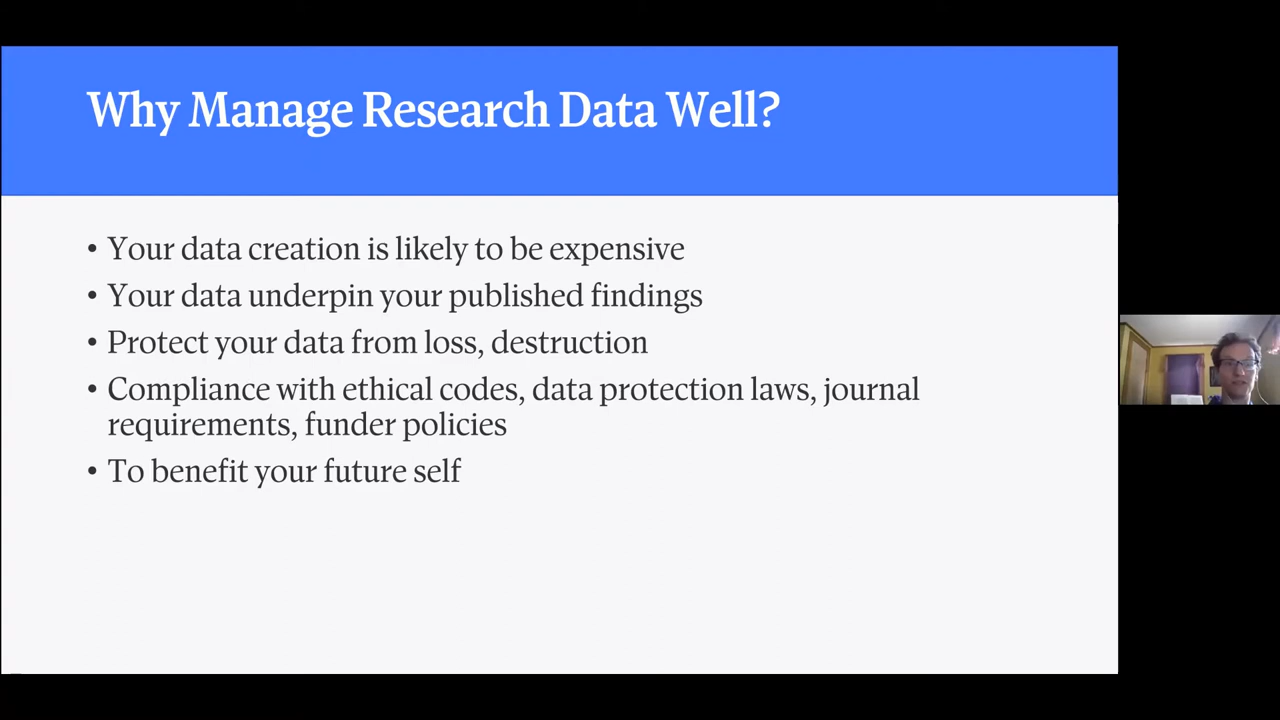 Why Manage Research Data Well?
• Your data creation is likely to be expensive
• Your data underpin your published findings
• Protect your data from loss, destruction
• Compliance with ethical codes, data protection laws, journal
requirements, funder policies
• To benefit your future self